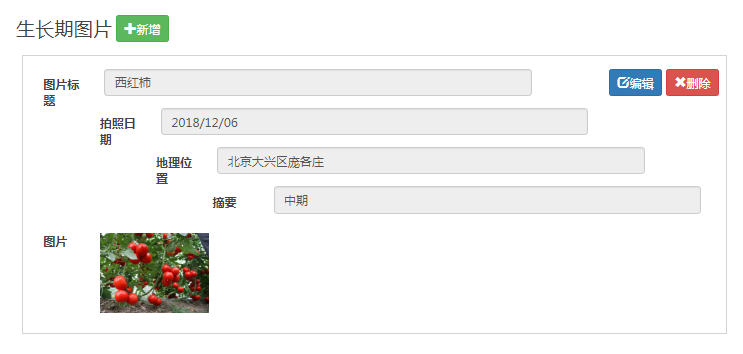 生长期图片 新增
图片标题 西红柿 编辑 删除
拍照日期 2018/12/06
地理位置 北京大兴区庞各庄
摘要 中期
图片